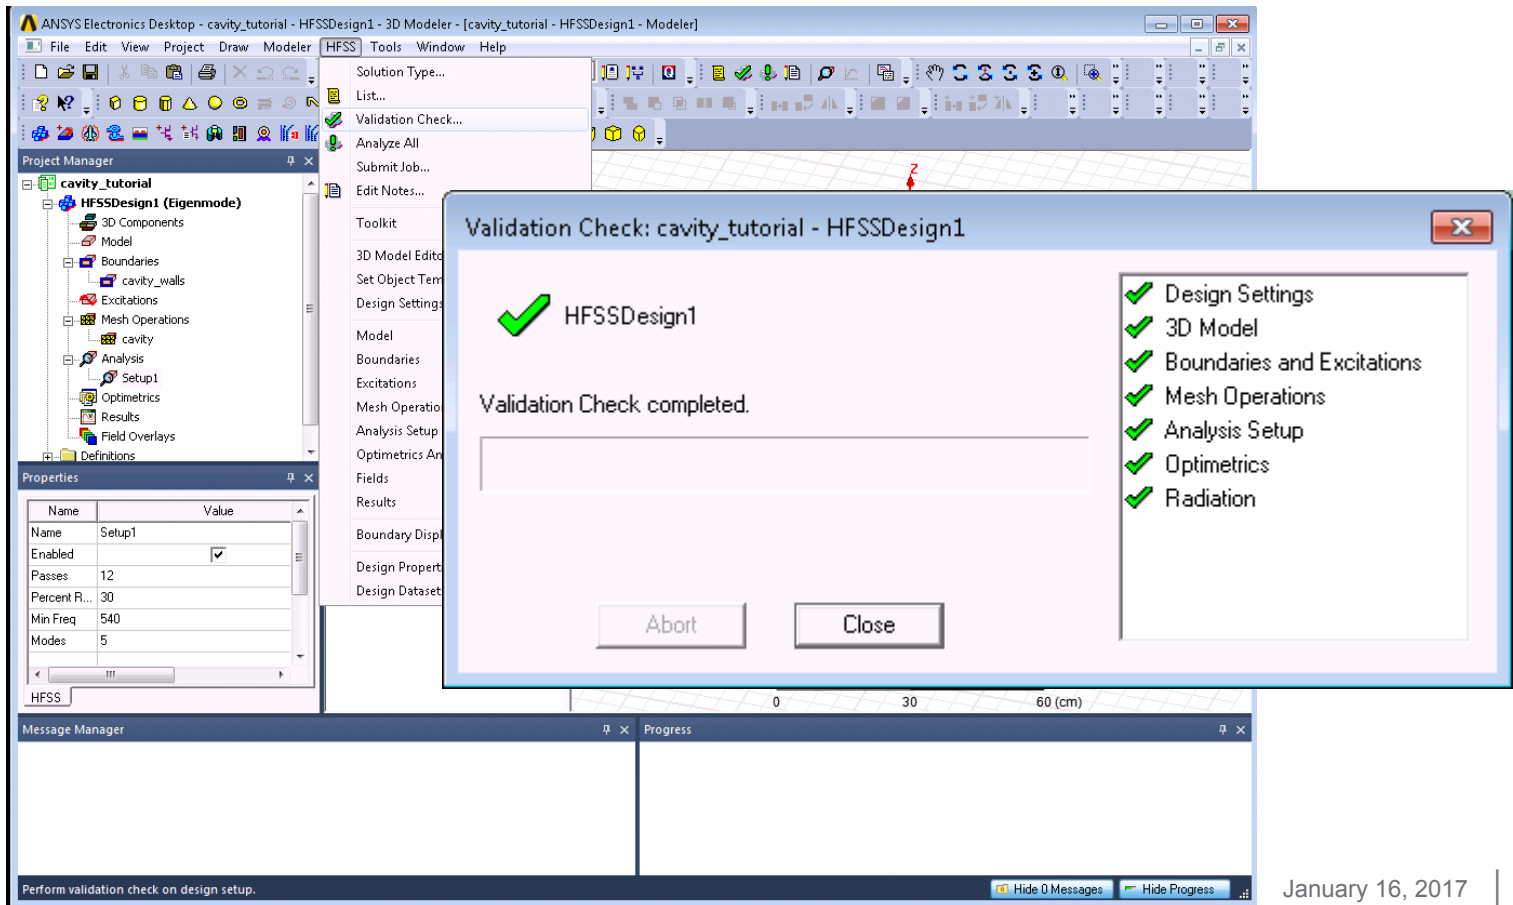 ANSYS Electronics Desktop - cavity_tutorial - HFSSDesign1 - 3D Modeler - [cavity_tutorial - HFSSDesign1 - Modeler]
File Edit View Project Draw Modeler HFSS Tools Window Help
Solution Type...
List...
Validation Check...
Analyze All
Submit Job...
Edit Notes...
Toolkit
3D Model Edito
Set Object Tem
Design Settings
Model
Boundaries
Excitations
Mesh Operatio
Analysis Setup
Optimetrics An
Fields
Results
Boundary Displ
Design Propert
Design Dataset
Project Manager
cavity_tutorial
HFSSDesign1 (Eigenmode)
3D Components
Model
Boundaries
cavity_walls
Excitations
Mesh Operations
cavity
Analysis
Setup1
Optimetrics
Results
Field Overlays
Definitions
Properties
Name Value
Name Setup1
Enabled
Passes 12
Percent R... 30
Min Freq 540
Modes 5
HFSS
Z
Validation Check: cavity_tutorial - HFSSDesign1
HFSSDesign1
Validation Check completed.
Abort Close
Design Settings
3D Model
Boundaries and Excitations
Mesh Operations
Analysis Setup
Optimetrics
Radiation
0 30 60 (cm)
Message Manager
Progress
Perform validation check on design setup.
Hide 0 Messages Hide Progress
January 16, 2017